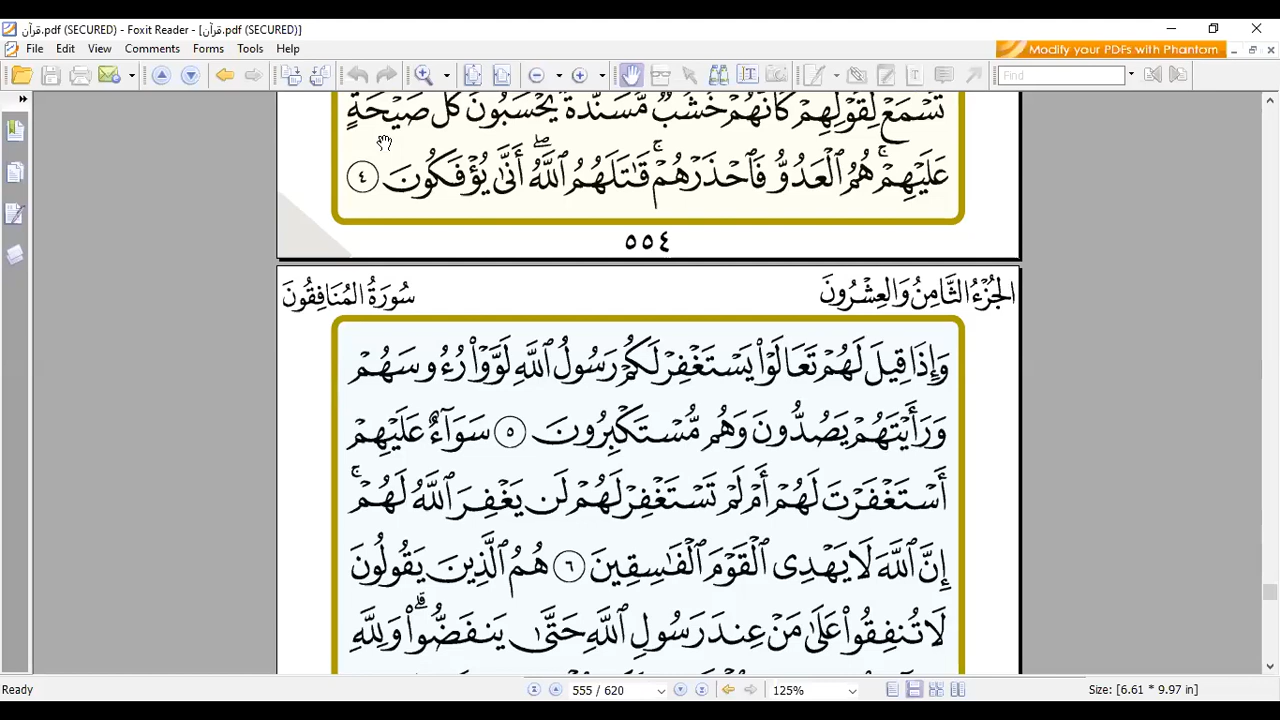 قرآن.pdf (SECURED) - Foxit Reader - [قرآن.pdf (SECURED)]
File Edit View Comments Forms Tools Help
Modify your PDFs with Phantom
Find
تَسْمَعْ لِقَوْلِهِمْ كَأَنَّهُمْ خُشُبٌ مُّسَنَّدَةٌ يَحْسَبُونَ كُلَّ صَيْحَةٍ
عَلَيْهِمْ ۚ هُمُ ٱلْعَدُوُّ فَٱحْذَرْهُمْ ۚ قَـٰتَلَهُمُ ٱللَّهُ ۖ أَنَّىٰ يُؤْفَكُونَ ٤
٥٥٤
الجُزْءُ الثَّامِنُ وَالعِشْرُونَ
سُورَةُ المُنَافِقُونَ
وَإِذَا قِيلَ لَهُمْ تَعَالَوْا۟ يَسْتَغْفِرْ لَكُمْ رَسُولُ ٱللَّهِ لَوَّوْا۟ رُءُوسَهُمْ
وَرَأَيْتَهُمْ يَصُدُّونَ وَهُم مُّسْتَكْبِرُونَ ٥ سَوَآءٌ عَلَيْهِمْ
أَسْتَغْفَرْتَ لَهُمْ أَمْ لَمْ تَسْتَغْفِرْ لَهُمْ لَن يَغْفِرَ ٱللَّهُ لَهُمْ ۚ
إِنَّ ٱللَّهَ لَا يَهْدِى ٱلْقَوْمَ ٱلْفَـٰسِقِينَ ٦ هُمُ ٱلَّذِينَ يَقُولُونَ
لَا تُنفِقُوا۟ عَلَىٰ مَنْ عِندَ رَسُولِ ٱللَّهِ حَتَّىٰ يَنفَضُّوا۟ ۗ وَلِلَّهِ
Ready 555 / 620 125% Size: [6.61 * 9.97 in]